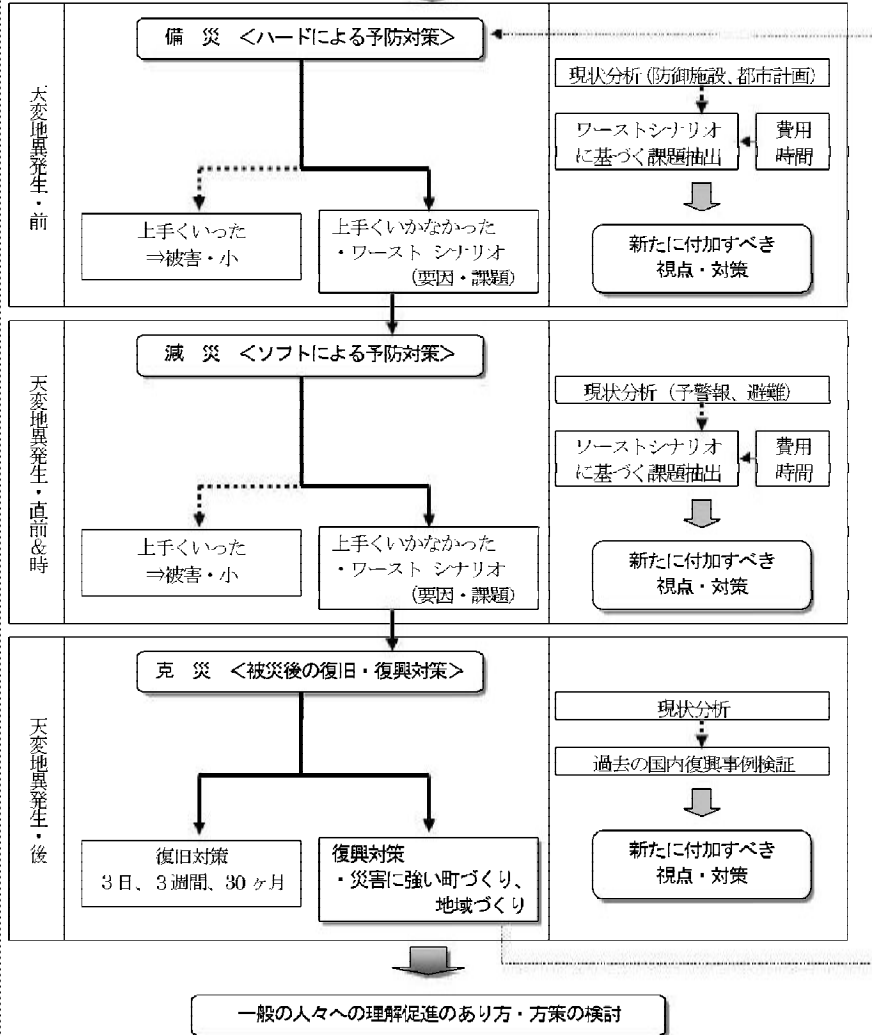 天変地異発生・前
備 災 <ハードによる予防対策>
上手くいった
⇒被害・小
上手くいかなかった
・ワースト シナリオ
(要因・課題)
現状分析(防御施設、都市計画)
ワーストシナリオ
に基づく課題抽出
費用
時間
新たに付加すべき
視点・対策
天変地異発生・直前&時
減 災 <ソフトによる予防対策>
上手くいった
⇒被害・小
上手くいかなかった
・ワースト シナリオ
(要因・課題)
現状分析(予警報、避難)
ワーストシナリオ
に基づく課題抽出
費用
時間
新たに付加すべき
視点・対策
天変地異発生・後
克 災 <被災後の復旧・復興対策>
復旧対策
3日、3週間、30ヶ月
復興対策
・災害に強い町づくり、
地域づくり
現状分析
過去の国内復興事例検証
新たに付加すべき
視点・対策
一般の人々への理解促進のあり方・方策の検討